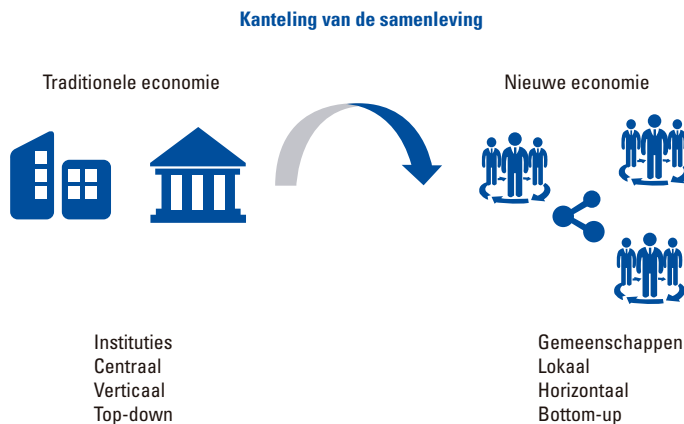 Kanteling van de samenleving
Traditionele economie
Nieuwe economie
Instituties
Centraal
Verticaal
Top-down
Gemeenschappen
Lokaal
Horizontaal
Bottom-up